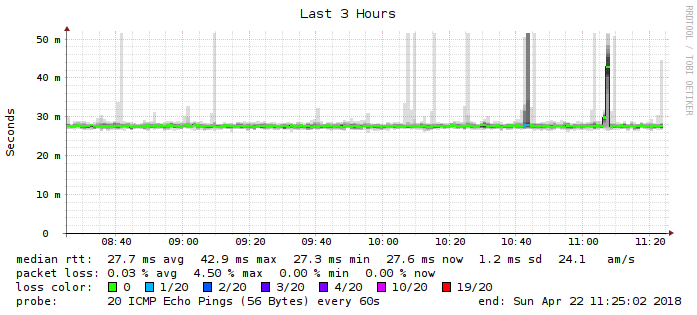 Last 3 Hours
RRDTOOL / TOBI OETIKER
Seconds
50 m
40 m
30 m
20 m
10 m
0
08:40 09:00 09:20 09:40 10:00 10:20 10:40 11:00 11:20
median rtt: 27.7 ms avg 42.9 ms max 27.3 ms min 27.6 ms now 1.2 ms sd 24.1 am/s
packet loss: 0.03 % avg 4.50 % max 0.00 % min 0.00 % now
loss color: 0 1/20 2/20 3/20 4/20 10/20 19/20
probe: 20 ICMP Echo Pings (56 Bytes) every 60s end: Sun Apr 22 11:25:02 2018